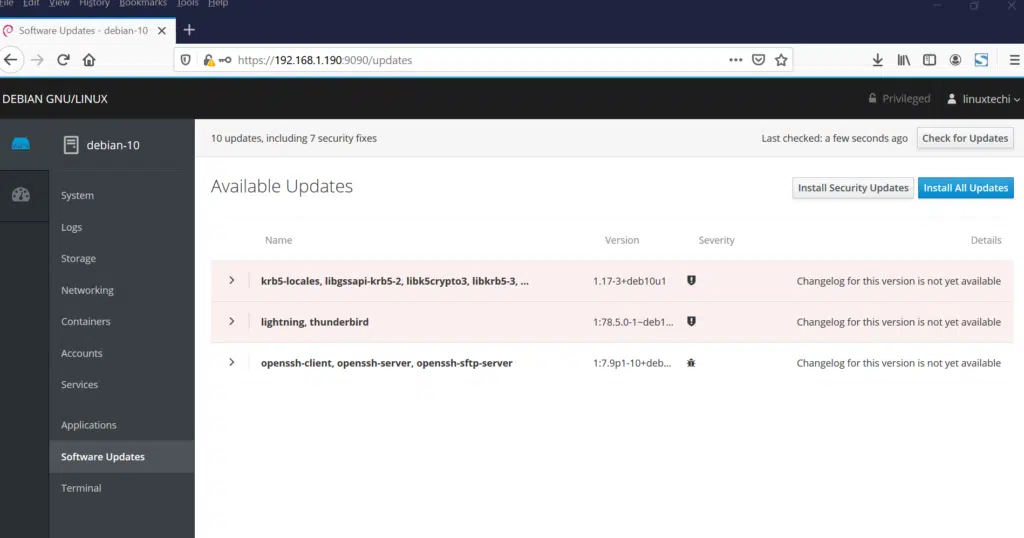 File Edit View History Bookmarks Tools Help
Software Updates - debian-10
https://192.168.1.190:9090/updates
DEBIAN GNU/LINUX
Privileged
linuxtechi
debian-10
10 updates, including 7 security fixes
Last checked: a few seconds ago
Check for Updates
Available Updates
Install Security Updates
Install All Updates
System
Logs
Storage
Networking
Containers
Accounts
Services
Applications
Software Updates
Terminal
Name Version Severity Details
krb5-locales, libgssapi-krb5-2, libk5crypto3, libkrb5-3, ... 1.17-3+deb10u1 Changelog for this version is not yet available
lightning, thunderbird 1:78.5.0-1~deb1... Changelog for this version is not yet available
openssh-client, openssh-server, openssh-sftp-server 1:7.9p1-10+deb... Changelog for this version is not yet available